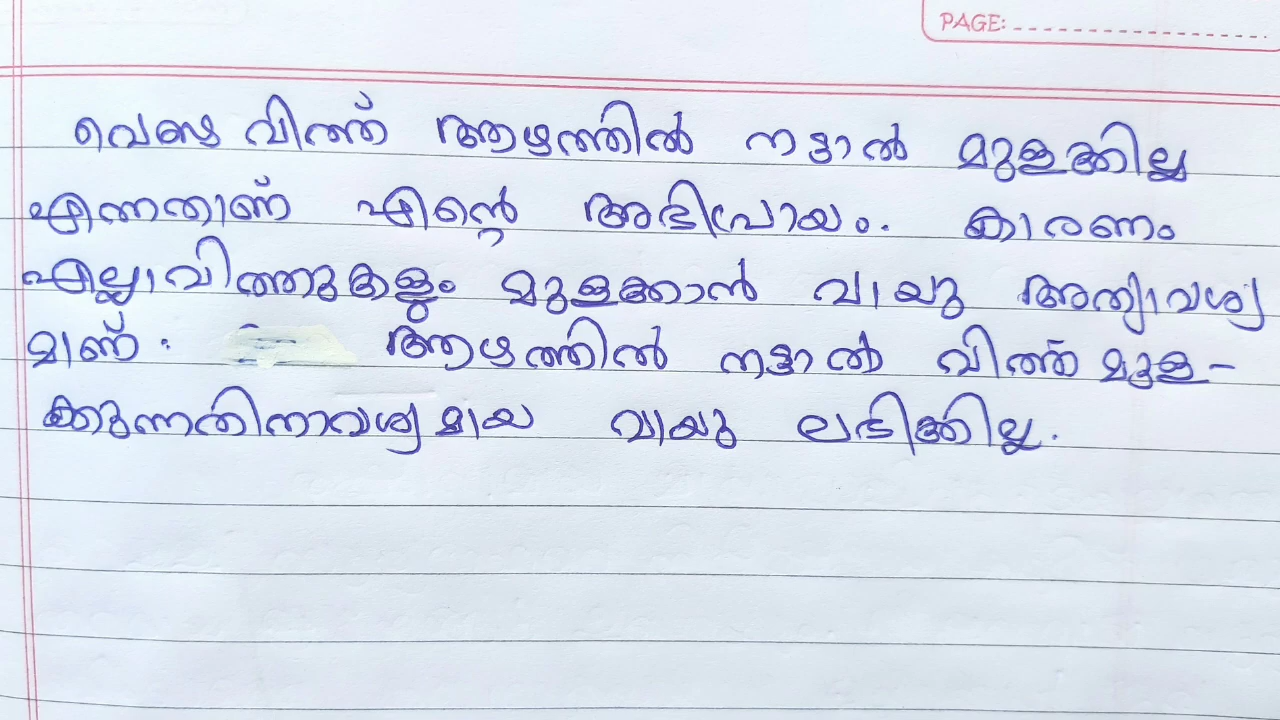 PAGE:
വെണ്ട വിത്ത് ആഴത്തിൽ നട്ടാൽ മുളക്കില്ല
എന്നതാണ് എൻ്റെ അഭിപ്രായം. കാരണം
എല്ലാവിത്തുകളും മുളക്കാൻ വായു അത്യാവശ്യ
മാണ്. ആഴത്തിൽ നട്ടാൽ വിത്ത് മുള-
ക്കുന്നതിനാവശ്യമായ വായു ലഭിക്കില്ല.